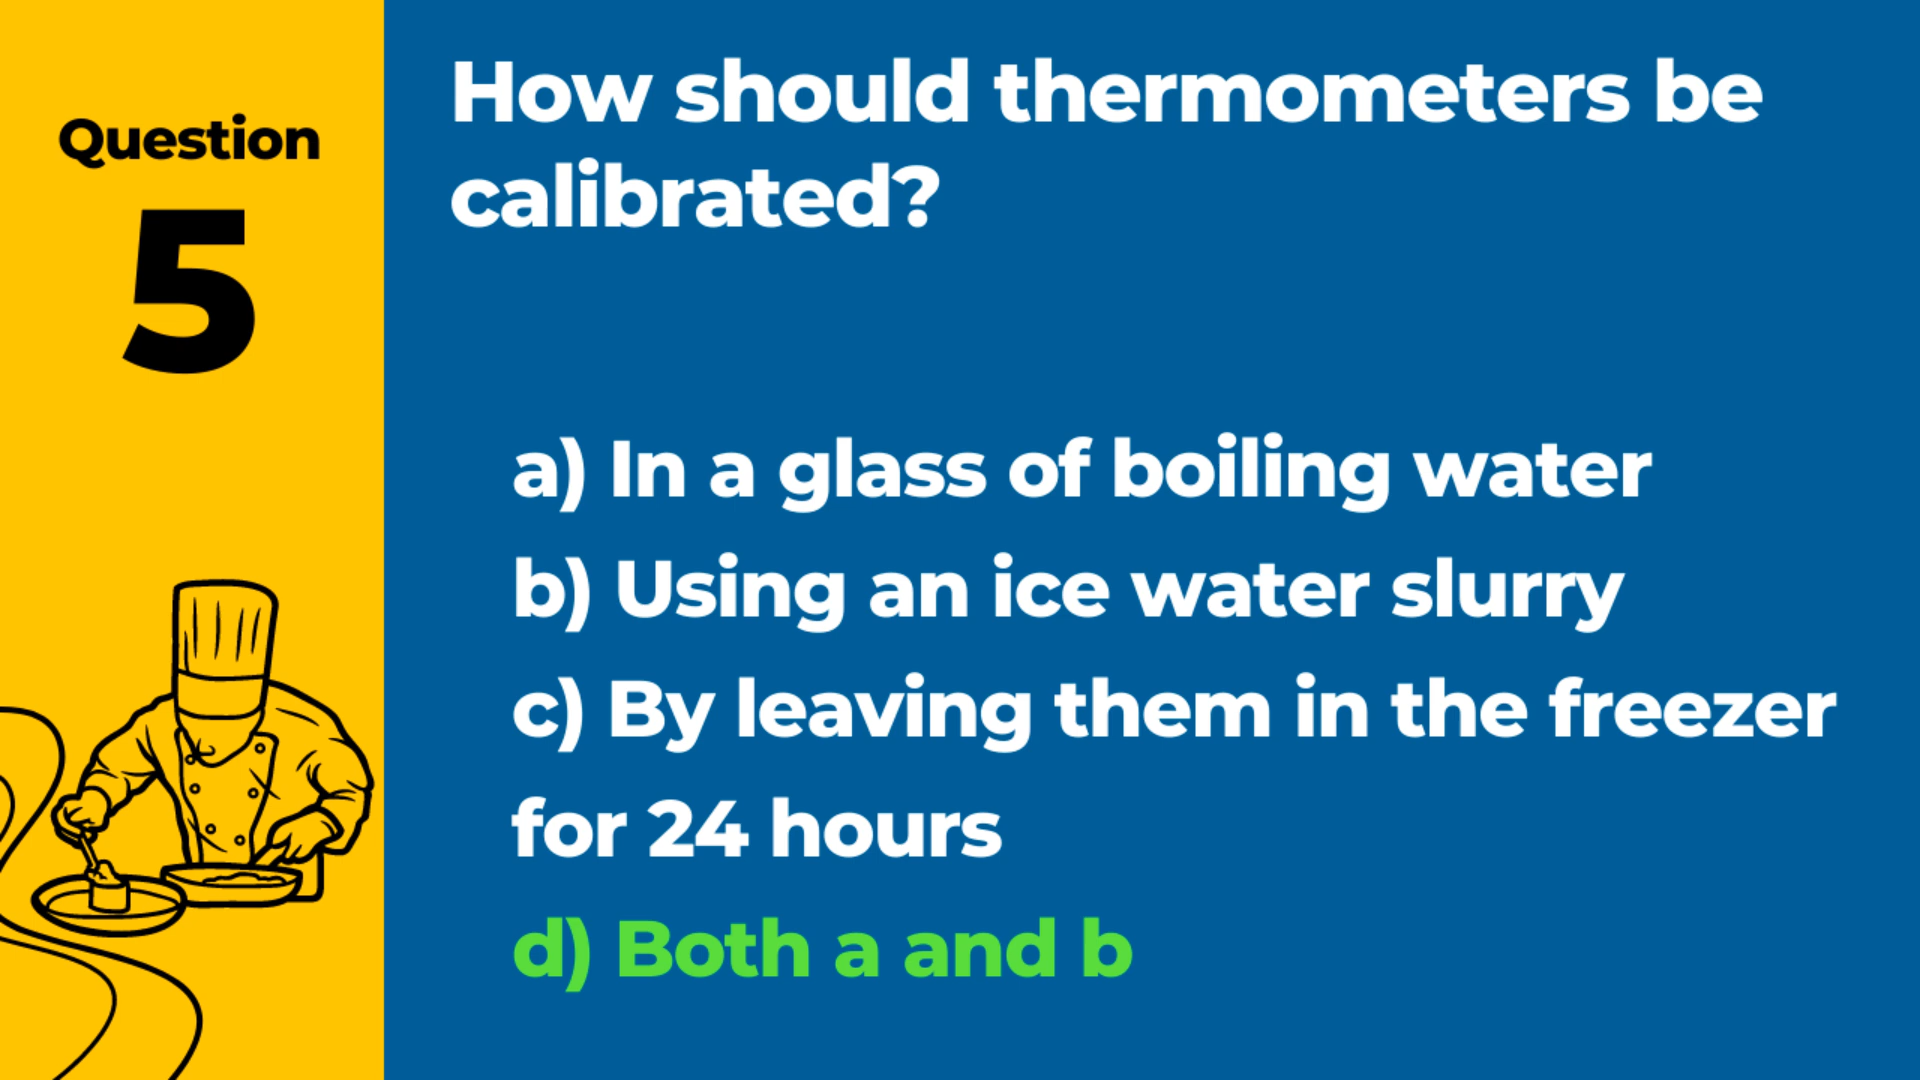 Question
5
How should thermometers be
calibrated?
a) In a glass of boiling water
b) Using an ice water slurry
c) By leaving them in the freezer
for 24 hours
d) Both a and b